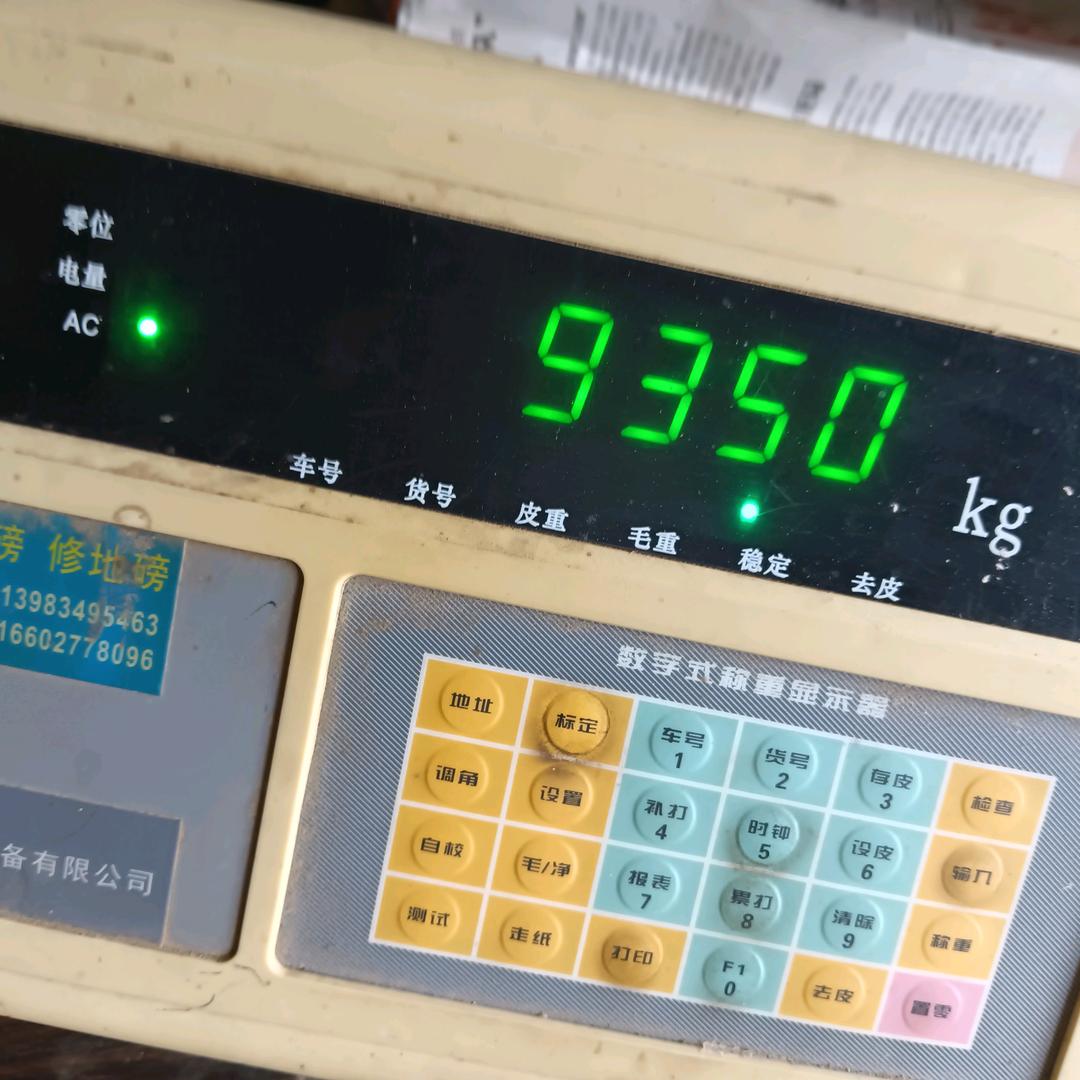 零位
电量
AC
9350
kg
车号 货号 皮重 毛重 稳定 去皮
磅 修地磅
13983495463
16602778096
备有限公司
数字式称重显示器
地址 标定 车号 1 货号 2 存皮 3 检查
调角 设置 补打 4 时钟 5 设皮 6 输入
自校 毛/净 报表 7 累打 8 清除 9 称重
测试 走纸 打印 F1 0 去皮 置零